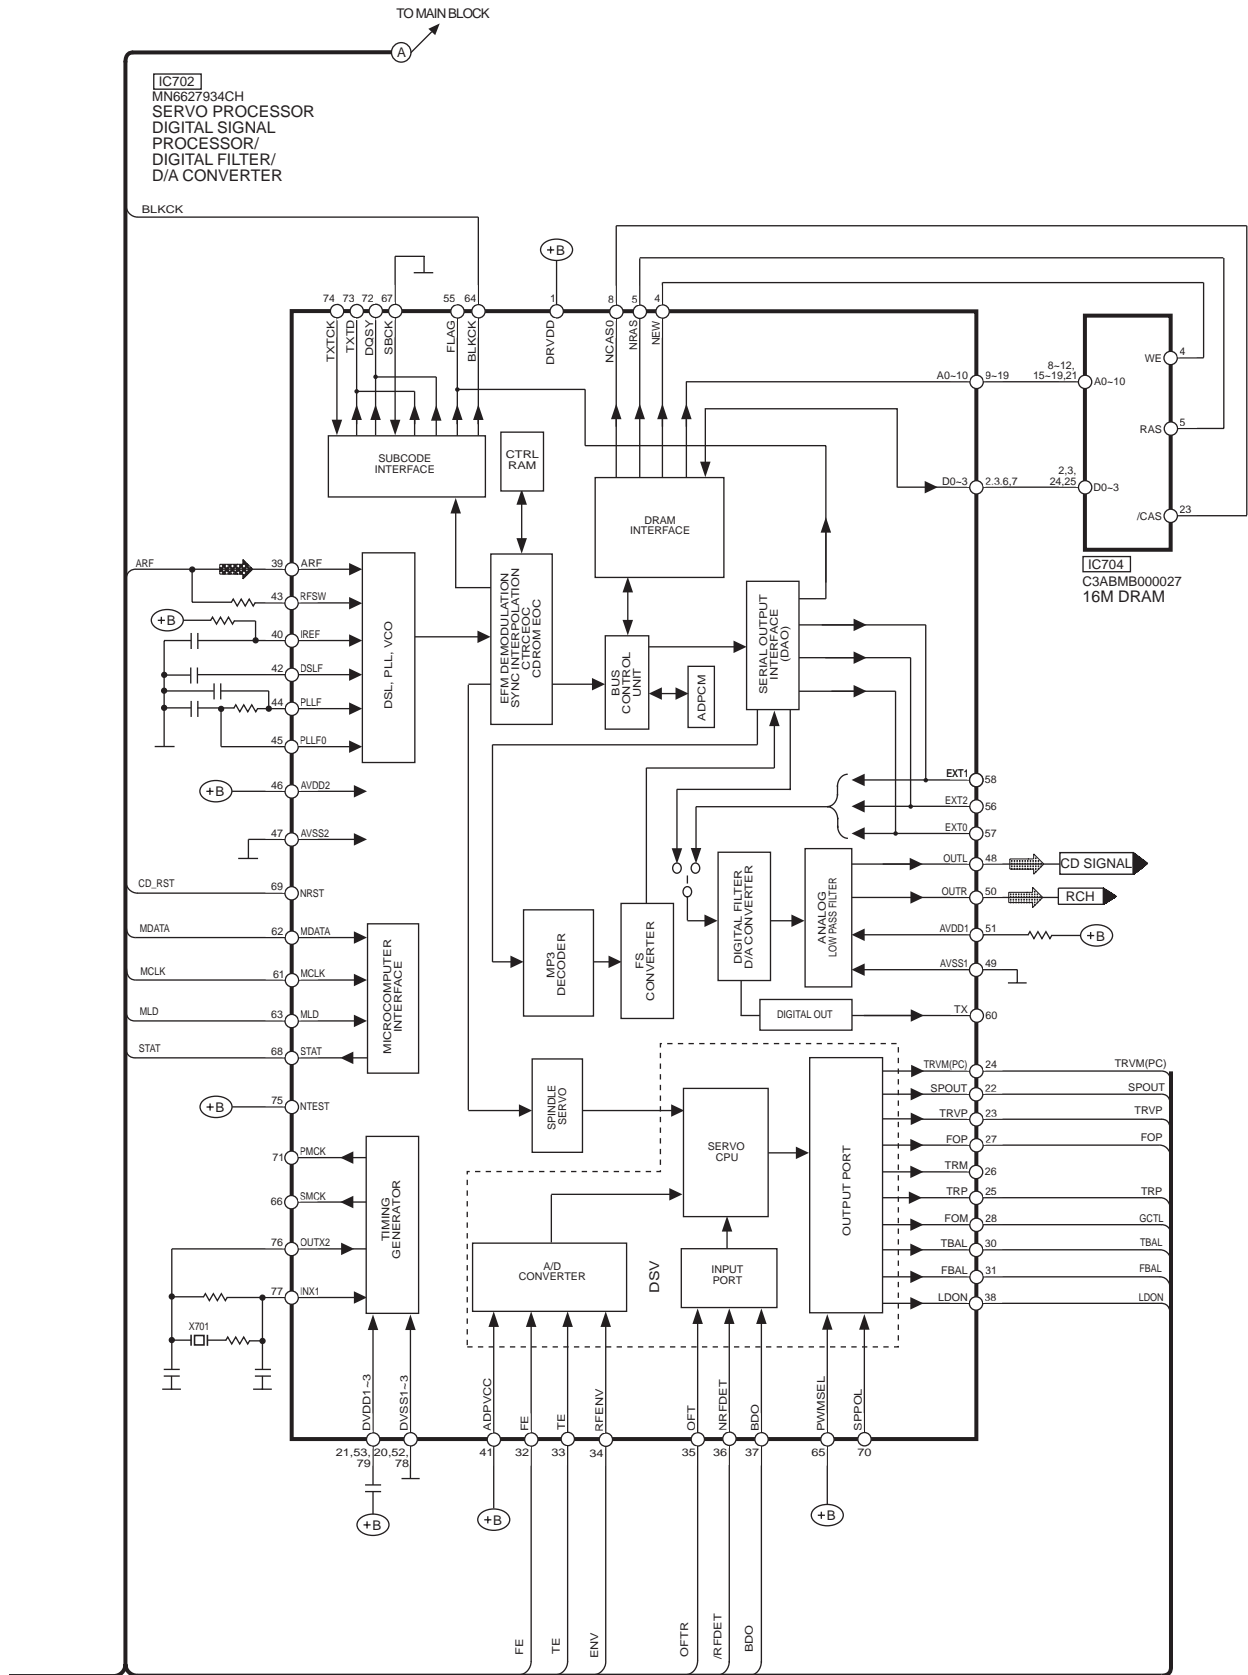 TO MAIN BLOCK
A
IC702
MN6627934CH
SERVO PROCESSOR
DIGITAL SIGNAL
PROCESSOR/
DIGITAL FILTER/
D/A CONVERTER
BLKCK
+B
74 73 72 67 55 64 1 8 5 4
TXTCK
TXTD
DQSY
SBCK
FLAG
BLKCK
DRVDD
NCAS0
NRAS
NEW
SUBCODE
INTERFACE
CTRL
RAM
DRAM
INTERFACE
A0~10 9~19
8~12,
15~19,21
A0~10
WE 4
RAS 5
D0~3 2.3.6,7
2,3,
24,25
D0~3
/CAS 23
IC704
C3ABMB000027
16M DRAM
ARF 39 ARF
43 RFSW
+B
40 IREF
42 DSLF
44 PLLF
45 PLLF0
DSL, PLL, VCO
EFM DEMODULATION
SYNC INTERPOLATION
CTRCEOC
CDROM EOC
BUS
CONTROL
UNIT
ADPCM
SERIAL OUTPUT
INTERFACE
(DAO)
+B 46 AVDD2
47 AVSS2
EXT1 58
EXT2 56
EXT0 57
OUTL 48 CD SIGNAL
OUTR 50 RCH
AVDD1 51 +B
AVSS1 49
TX 60
CD_RST 69 NRST
MDATA 62 MDATA
MCLK 61 MCLK
MLD 63 MLD
STAT 68 STAT
MICROCOMPUTER
INTERFACE
MP3
DECODER
FS
CONVERTER
DIGITAL FILTER
D/A CONVERTER
ANALOG
LOW PASS FILTER
DIGITAL OUT
+B 75 NTEST
71 PMCK
66 SMCK
76 OUTX2
77 INX1
X701
TIMING
GENERATOR
SPINDLE
SERVO
SERVO
CPU
OUTPUT PORT
A/D
CONVERTER
DSV
INPUT
PORT
TRVM(PC) 24 TRVM(PC)
SPOUT 22 SPOUT
TRVP 23 TRVP
FOP 27 FOP
TRM 26
TRP 25 TRP
FOM 28 GCTL
TBAL 30 TBAL
FBAL 31 FBAL
LDON 38 LDON
DVDD1~3
DVSS1~3
ADPVCC
FE
TE
RFENV
OFT
NRFDET
BDO
PWMSEL
SPPOL
21,53,
79
20,52,
78
41 32 33 34 35 36 37 65 70
+B
+B
+B
FE
TE
ENV
OFTR
/RFDET
BDO